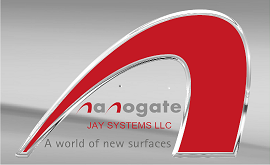 nanogate
JAY SYSTEMS LLC
A world of new surfaces